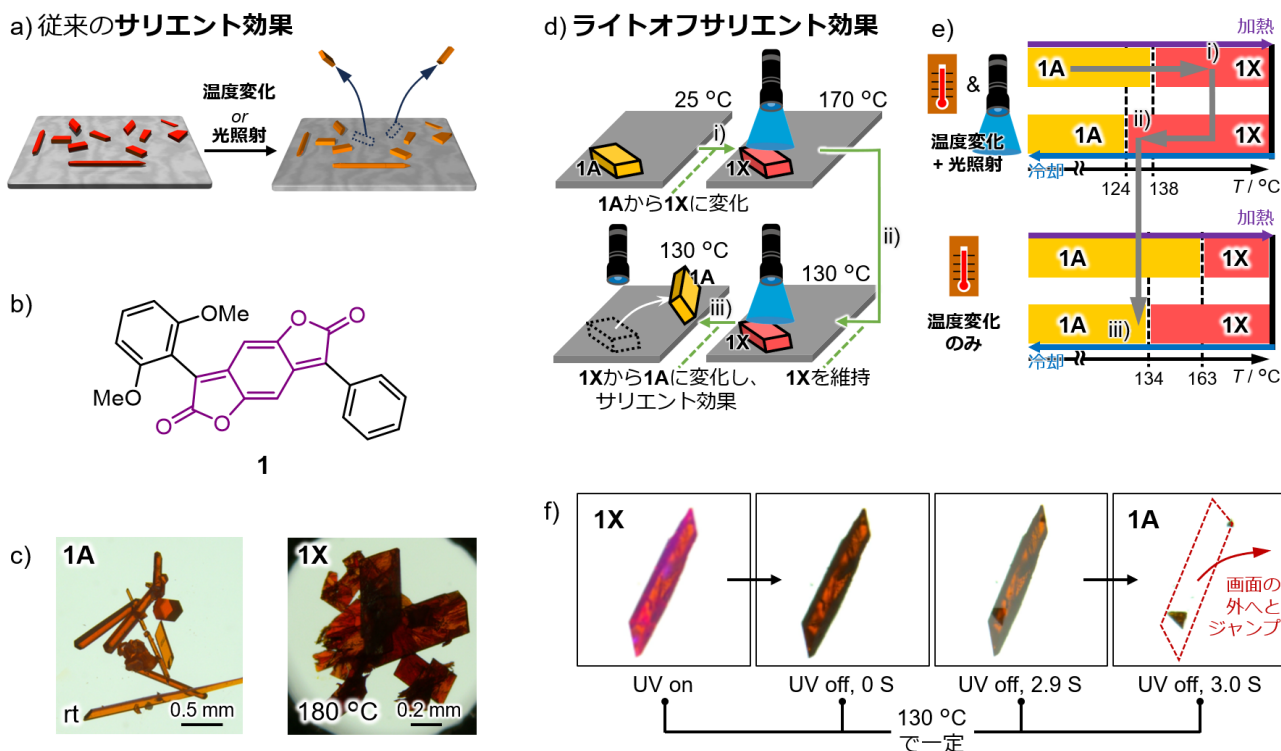 a) 従来のサリエント効果
温度変化
or
光照射
b)
OMe
MeO
O
O
O
O
1
c)
1A
rt
0.5 mm
1X
180 °C
0.2 mm
d) ライトオフサリエント効果
25 °C
170 °C
i)
1A
1X
1Aから1Xに変化
ii)
130 °C
1A
130 °C
iii)
1X
1Xから1Aに変化し、
サリエント効果
1Xを維持
e)
加熱
&
温度変化
+ 光照射
1A
i)
1X
1A
ii)
1X
冷却
124
138
T / °C
加熱
温度変化
のみ
1A
1X
1A
iii)
1X
冷却
134
163
T / °C
f)
1X
1A
画面の
外へと
ジャンプ
UV on
UV off, 0 S
UV off, 2.9 S
UV off, 3.0 S
130 °C
で一定